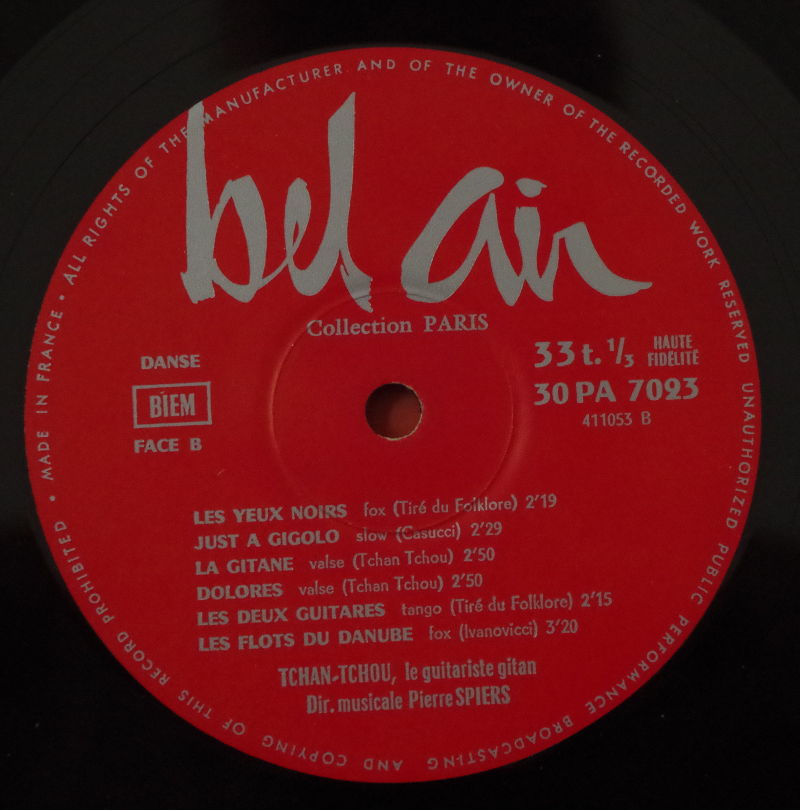 • MADE IN FRANCE • ALL RIGHTS OF THE MANUFACTURER AND OF THE OWNER OF THE RECORDED WORK RESERVED UNAUTHORIZED PUBLIC PERFORMANCE BROADCASTING AND COPYING OF THIS RECORD PROHIBITED
bel air
Collection PARIS
DANSE
BIEM
FACE B
33 t. 1/3 HAUTE FIDÉLITÉ
30 PA 7023
411053 B
LES YEUX NOIRS fox (Tiré du Folklore) 2'19
JUST A GIGOLO slow (Casucci) 2'29
LA GITANE valse (Tchan Tchou) 2'50
DOLORES valse (Tchan Tchou) 2'50
LES DEUX GUITARES tango (Tiré du Folklore) 2'15
LES FLOTS DU DANUBE fox (Ivanovicci) 3'20
TCHAN-TCHOU, le guitariste gitan
Dir. musicale Pierre SPIERS